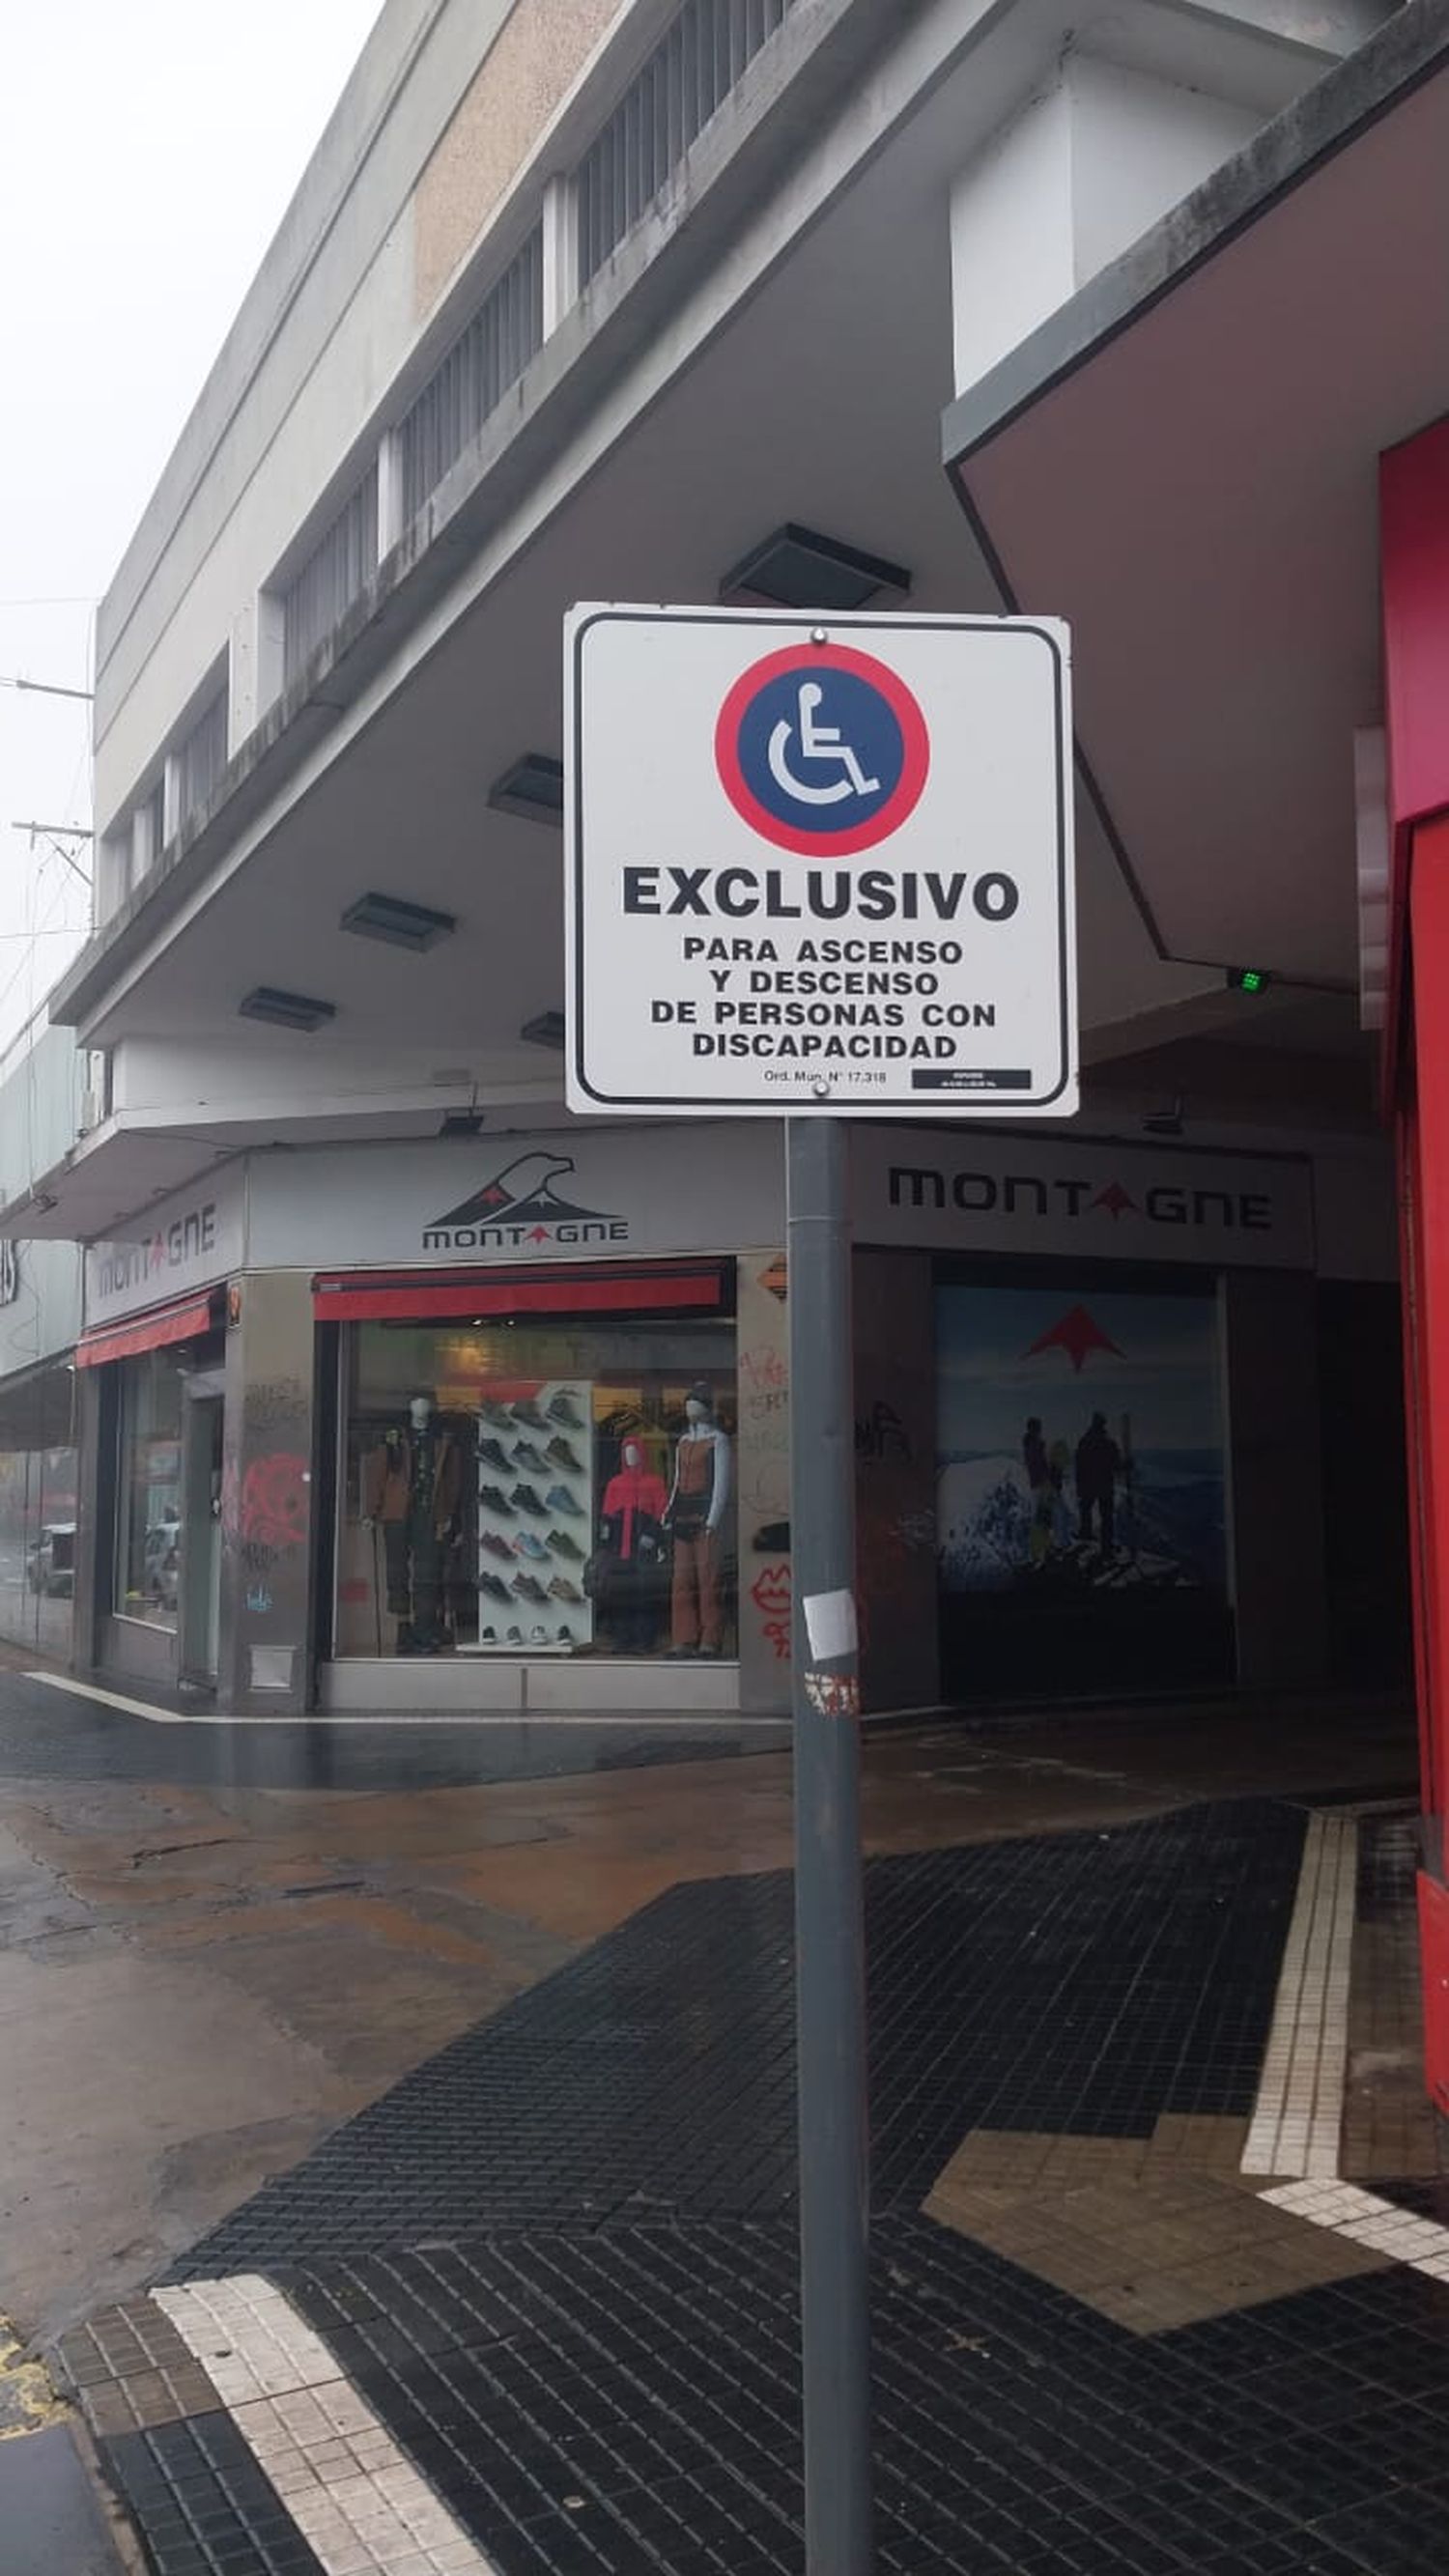 EXCLUSIVO
PARA ASCENSO
Y DESCENSO
DE PERSONAS CON
DISCAPACIDAD
Ord. Mun. N° 17.318
MONTAGNE
MONTAGNE
MONTAGNE